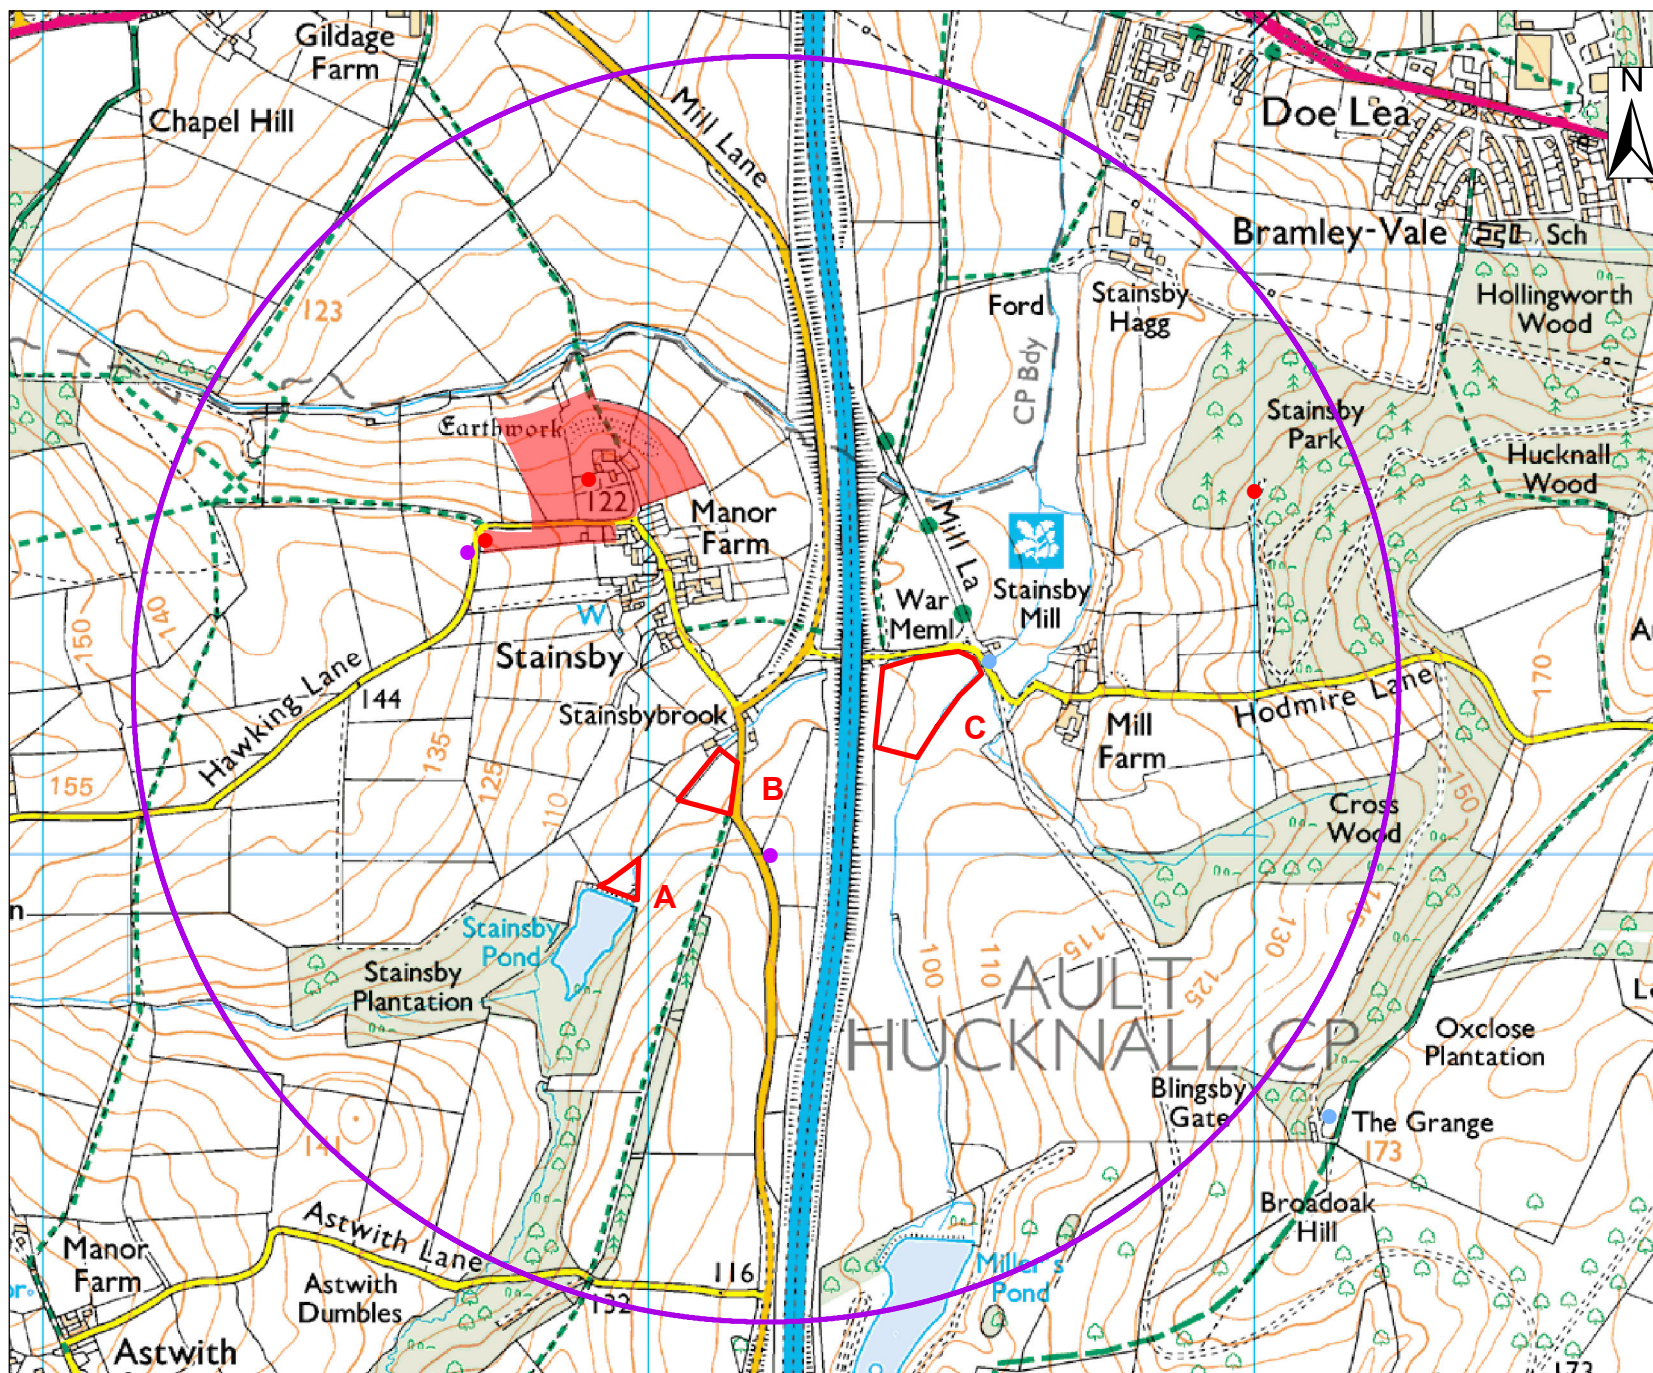 Gildage
Farm
Chapel Hill
Mill Lane
Doe Lea
N
Bramley-Vale
Sch
123
Ford
Stainsby
Hagg
Hollingworth
Wood
CP Bdy
Earthwork
Stainsby
Park
Hucknall
Wood
122
Manor
Farm
Mill La
150
140
W
War
Meml
Stainsby
Mill
Stainsby
Hawking Lane
144
Stainsbybrook
C
Hodmire Lane
170
Mill
Farm
135
125
110
155
B
Cross
Wood
150
A
Stainsby
Pond
Stainsby
Plantation
100
110
115
125
130
145
AULT
HUCKNALL CP
Oxclose
Plantation
Blingsby
Gate
The Grange
173
141
Broadoak
Hill
Astwith Lane
Manor
Farm
Astwith
Dumbles
116
132
Miller's
Pond
Astwith
173